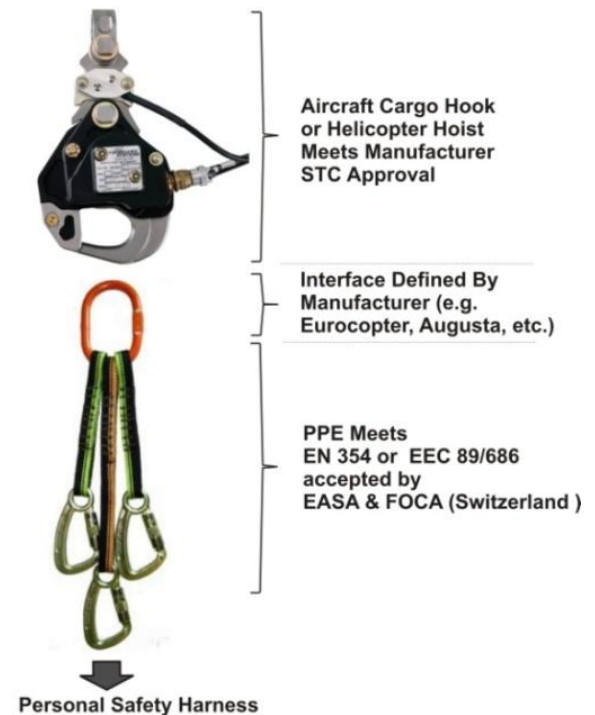 Aircraft Cargo Hook
or Helicopter Hoist
Meets Manufacturer
STC Approval
Interface Defined By
Manufacturer (e.g.
Eurocopter, Augusta, etc.)
PPE Meets
EN 354 or EEC 89/686
accepted by
EASA & FOCA (Switzerland )
Personal Safety Harness